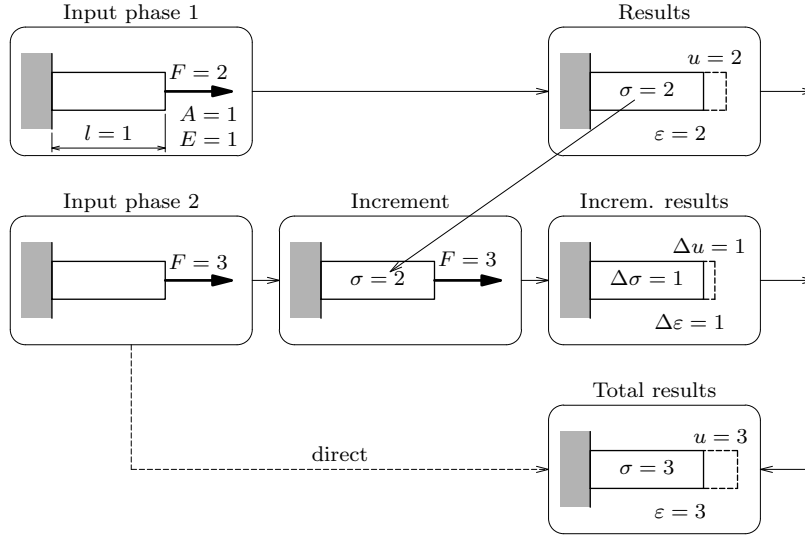 Input phase 1
Results
F = 2
A = 1
E = 1
l = 1
u = 2
σ = 2
ε = 2
Input phase 2
Increment
Increm. results
F = 3
σ = 2
F = 3
Δu = 1
Δσ = 1
Δε = 1
Total results
direct
u = 3
σ = 3
ε = 3